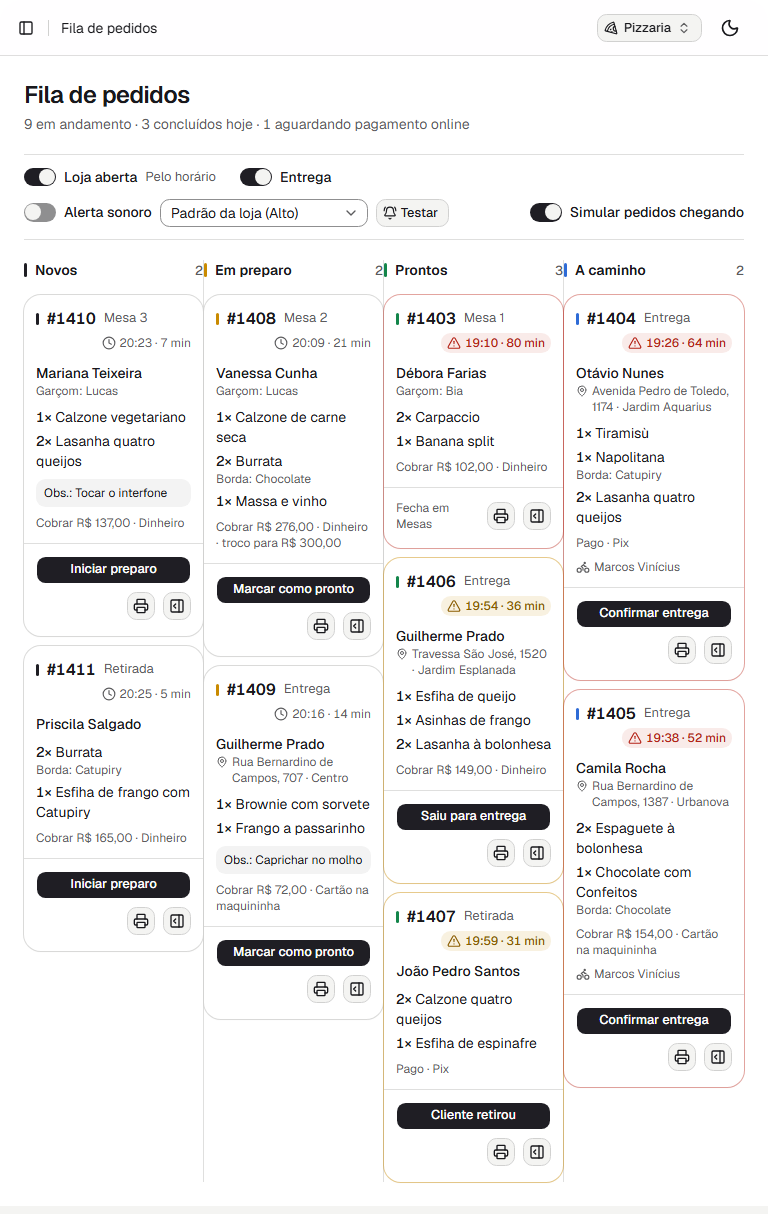 Fila de pedidos
Pizzaria
Fila de pedidos
9 em andamento · 3 concluídos hoje · 1 aguardando pagamento online
Loja aberta Pelo horário Entrega
Alerta sonoro Padrão da loja (Alto) Testar Simular pedidos chegando
Novos 2
#1410 Mesa 3
20:23 · 7 min
Mariana Teixeira
Garçom: Lucas
1× Calzone vegetariano
2× Lasanha quatro
queijos
Obs.: Tocar o interfone
Cobrar R$ 137,00 · Dinheiro
Iniciar preparo
#1411 Retirada
20:25 · 5 min
Priscila Salgado
2× Burrata
Borda: Catupiry
1× Esfiha de frango com
Catupiry
Cobrar R$ 165,00 · Dinheiro
Iniciar preparo
Em preparo 2
#1408 Mesa 2
20:09 · 21 min
Vanessa Cunha
Garçom: Lucas
1× Calzone de carne
seca
2× Burrata
Borda: Chocolate
1× Massa e vinho
Cobrar R$ 276,00 · Dinheiro
· troco para R$ 300,00
Marcar como pronto
#1409 Entrega
20:16 · 14 min
Guilherme Prado
Rua Bernardino de
Campos, 707 · Centro
1× Brownie com sorvete
1× Frango a passarinho
Obs.: Caprichar no molho
Cobrar R$ 72,00 · Cartão na
maquininha
Marcar como pronto
Prontos 3
#1403 Mesa 1
19:10 · 80 min
Débora Farias
Garçom: Bia
2× Carpaccio
1× Banana split
Cobrar R$ 102,00 · Dinheiro
Fecha em
Mesas
#1406 Entrega
19:54 · 36 min
Guilherme Prado
Travessa São José, 1520
· Jardim Esplanada
1× Esfiha de queijo
1× Asinhas de frango
2× Lasanha à bolonhesa
Cobrar R$ 149,00 · Dinheiro
Saiu para entrega
#1407 Retirada
19:59 · 31 min
João Pedro Santos
2× Calzone quatro
queijos
1× Esfiha de espinafre
Pago · Pix
Cliente retirou
A caminho 2
#1404 Entrega
19:26 · 64 min
Otávio Nunes
Avenida Pedro de Toledo,
1174 · Jardim Aquarius
1× Tiramisù
1× Napolitana
Borda: Catupiry
2× Lasanha quatro
queijos
Pago · Pix
Marcos Vinícius
Confirmar entrega
#1405 Entrega
19:38 · 52 min
Camila Rocha
Rua Bernardino de
Campos, 1387 · Urbanova
2× Espaguete à
bolonhesa
1× Chocolate com
Confeitos
Borda: Chocolate
Cobrar R$ 154,00 · Cartão
na maquininha
Marcos Vinícius
Confirmar entrega